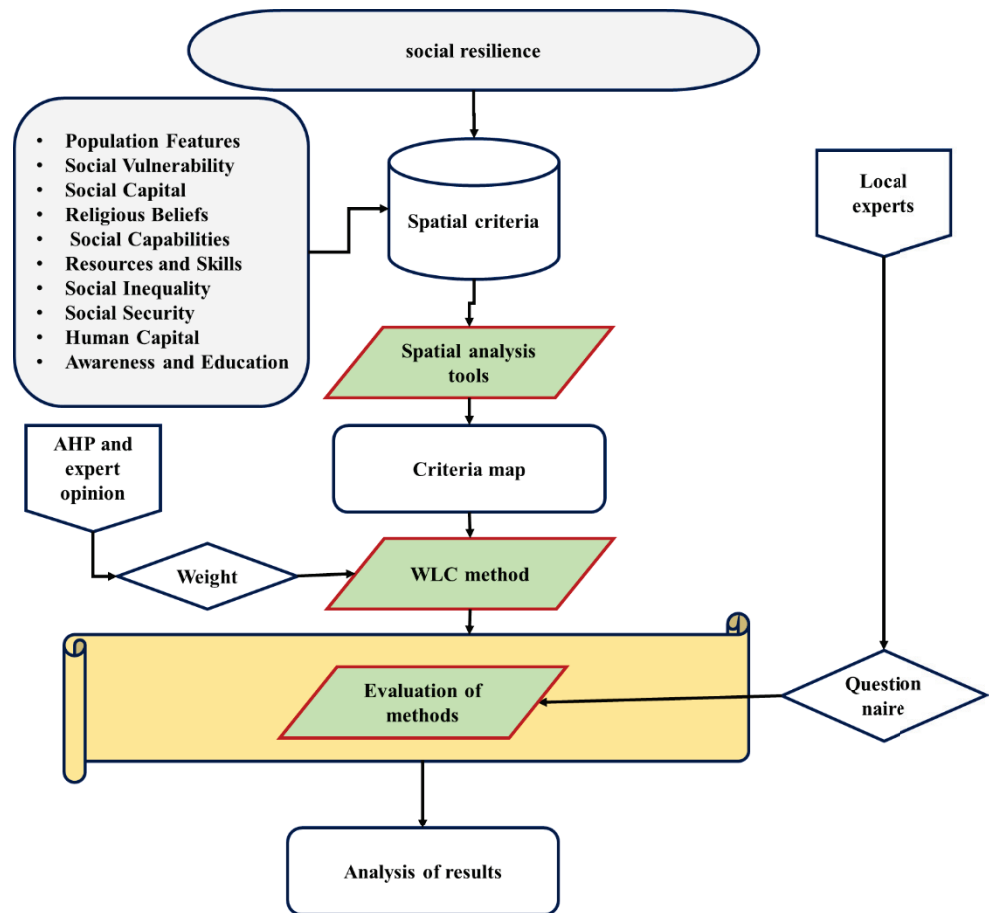 social resilience
• Population Features
• Social Vulnerability
• Social Capital
• Religious Beliefs
• Social Capabilities
• Resources and Skills
• Social Inequality
• Social Security
• Human Capital
• Awareness and Education
Spatial criteria
Local
experts
Spatial analysis
tools
AHP and
expert
opinion
Criteria map
Weight
WLC method
Evaluation of
methods
Question
naire
Analysis of results